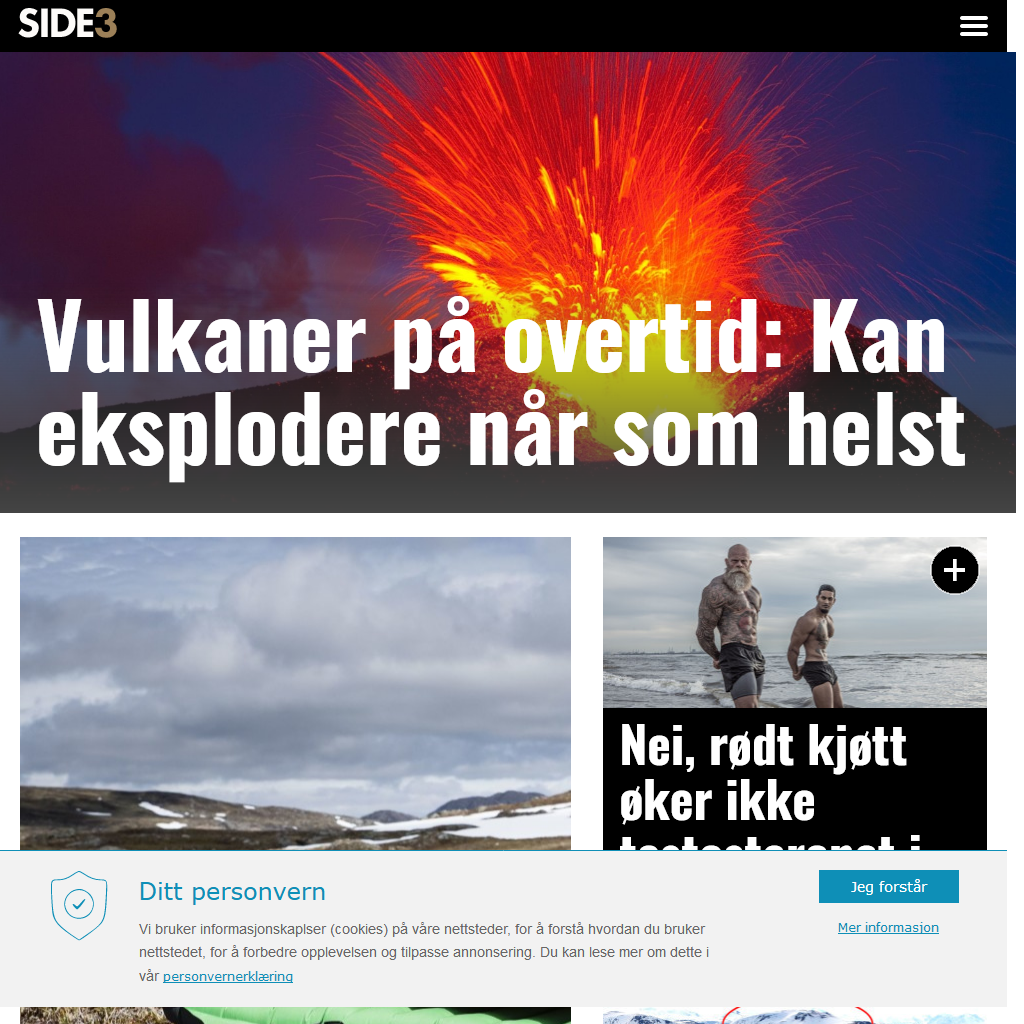 SIDE3
Vulkaner på overtid: Kan
eksplodere når som helst
Nei, rødt kjøtt
øker ikke
Ditt personvern
Vi bruker informasjonskaplser (cookies) på våre nettsteder, for å forstå hvordan du bruker
nettstedet, for å forbedre opplevelsen og tilpasse annonsering. Du kan lese mer om dette i
vår personvernerklæring
Jeg forstår
Mer informasjon